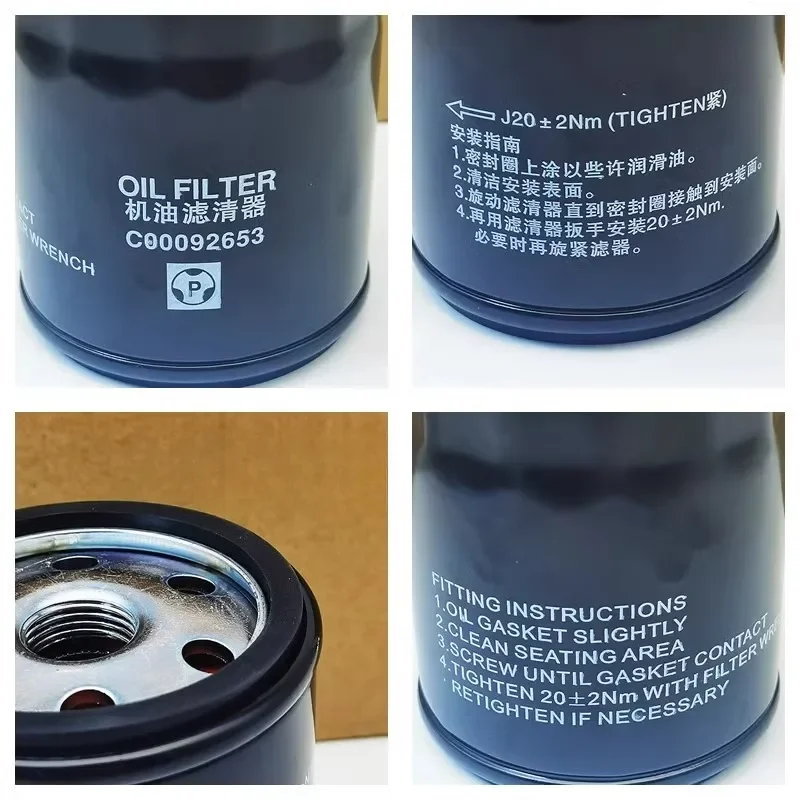 ACT
R WRENCH
OIL FILTER
机油滤清器
C00092653
P
J20±2Nm (TIGHTEN紧)
安装指南
1.密封圈上涂以些许润滑油。
2.清洁安装表面。
3.旋动滤清器直到密封圈接触到安装面。
4.再用滤清器扳手安装20±2Nm.
必要时再旋紧滤器。
FITTING INSTRUCTIONS
1.OIL GASKET SLIGHTLY
2.CLEAN SEATING AREA
3.SCREW UNTIL GASKET CONTACT
4.TIGHTEN 20±2Nm WITH FILTER WRE
RETIGHTEN IF NECESSARY